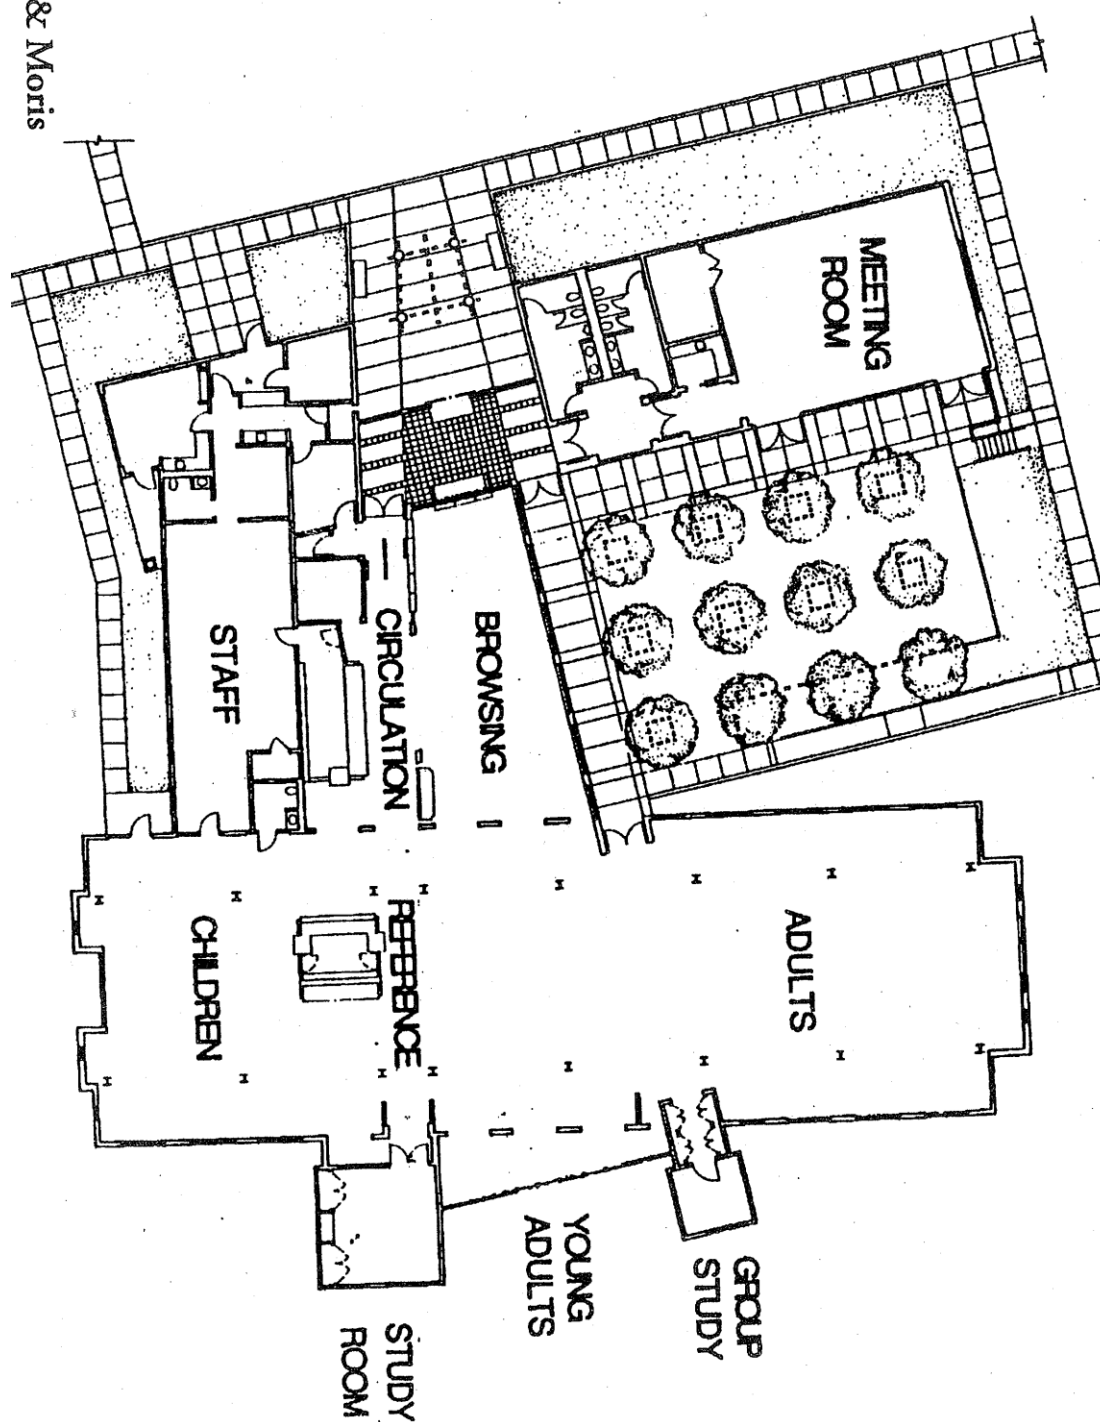 & Moris
MEETING
ROOM
BROWSING
CIRCULATION
STAFF
ADULTS
REFERENCE
CHILDREN
GROUP
STUDY
YOUNG
ADULTS
STUDY
ROOM